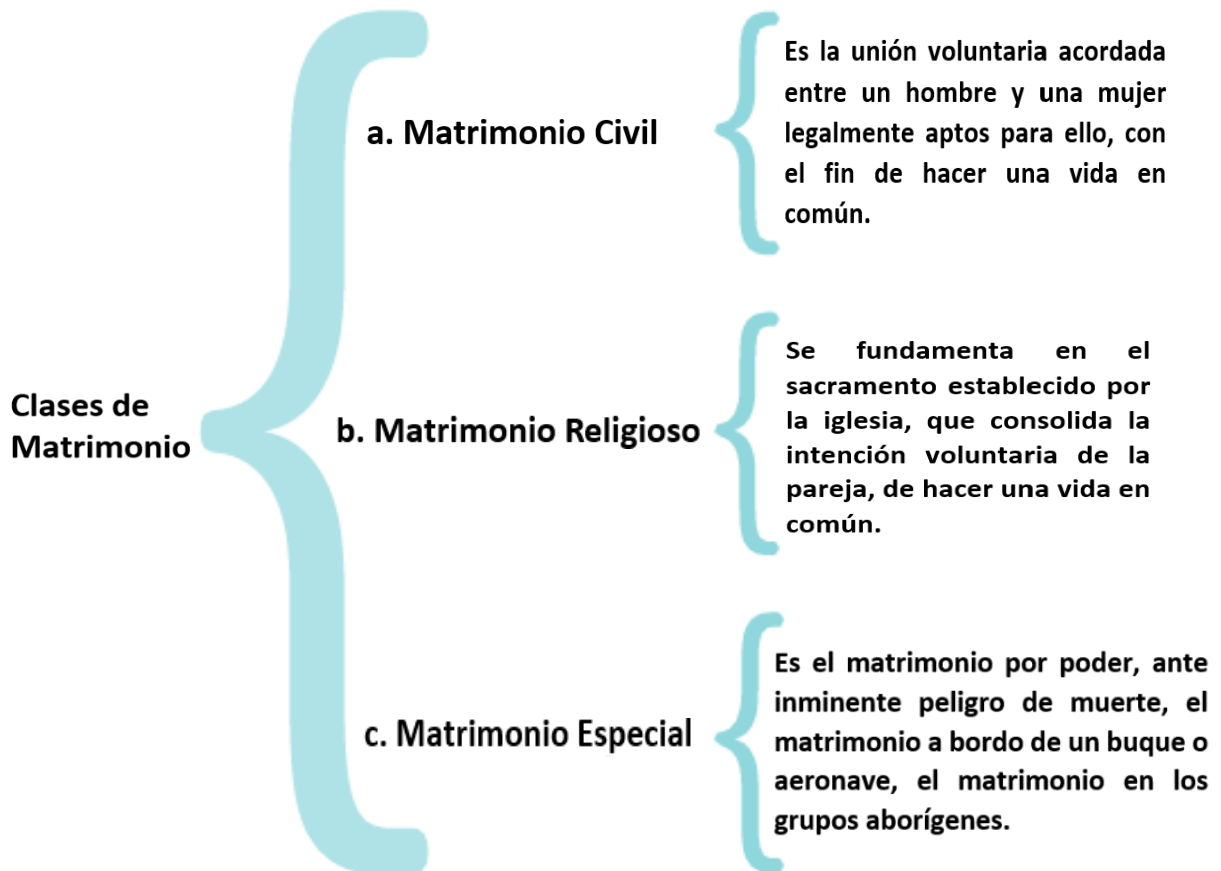 Clases de
Matrimonio
a. Matrimonio Civil
Es la unión voluntaria acordada
entre un hombre y una mujer
legalmente aptos para ello, con
el fin de hacer una vida en
común.
b. Matrimonio Religioso
Se fundamenta en el
sacramento establecido por
la iglesia, que consolida la
intención voluntaria de la
pareja, de hacer una vida en
común.
c. Matrimonio Especial
Es el matrimonio por poder, ante
inminente peligro de muerte, el
matrimonio a bordo de un buque o
aeronave, el matrimonio en los
grupos aborígenes.